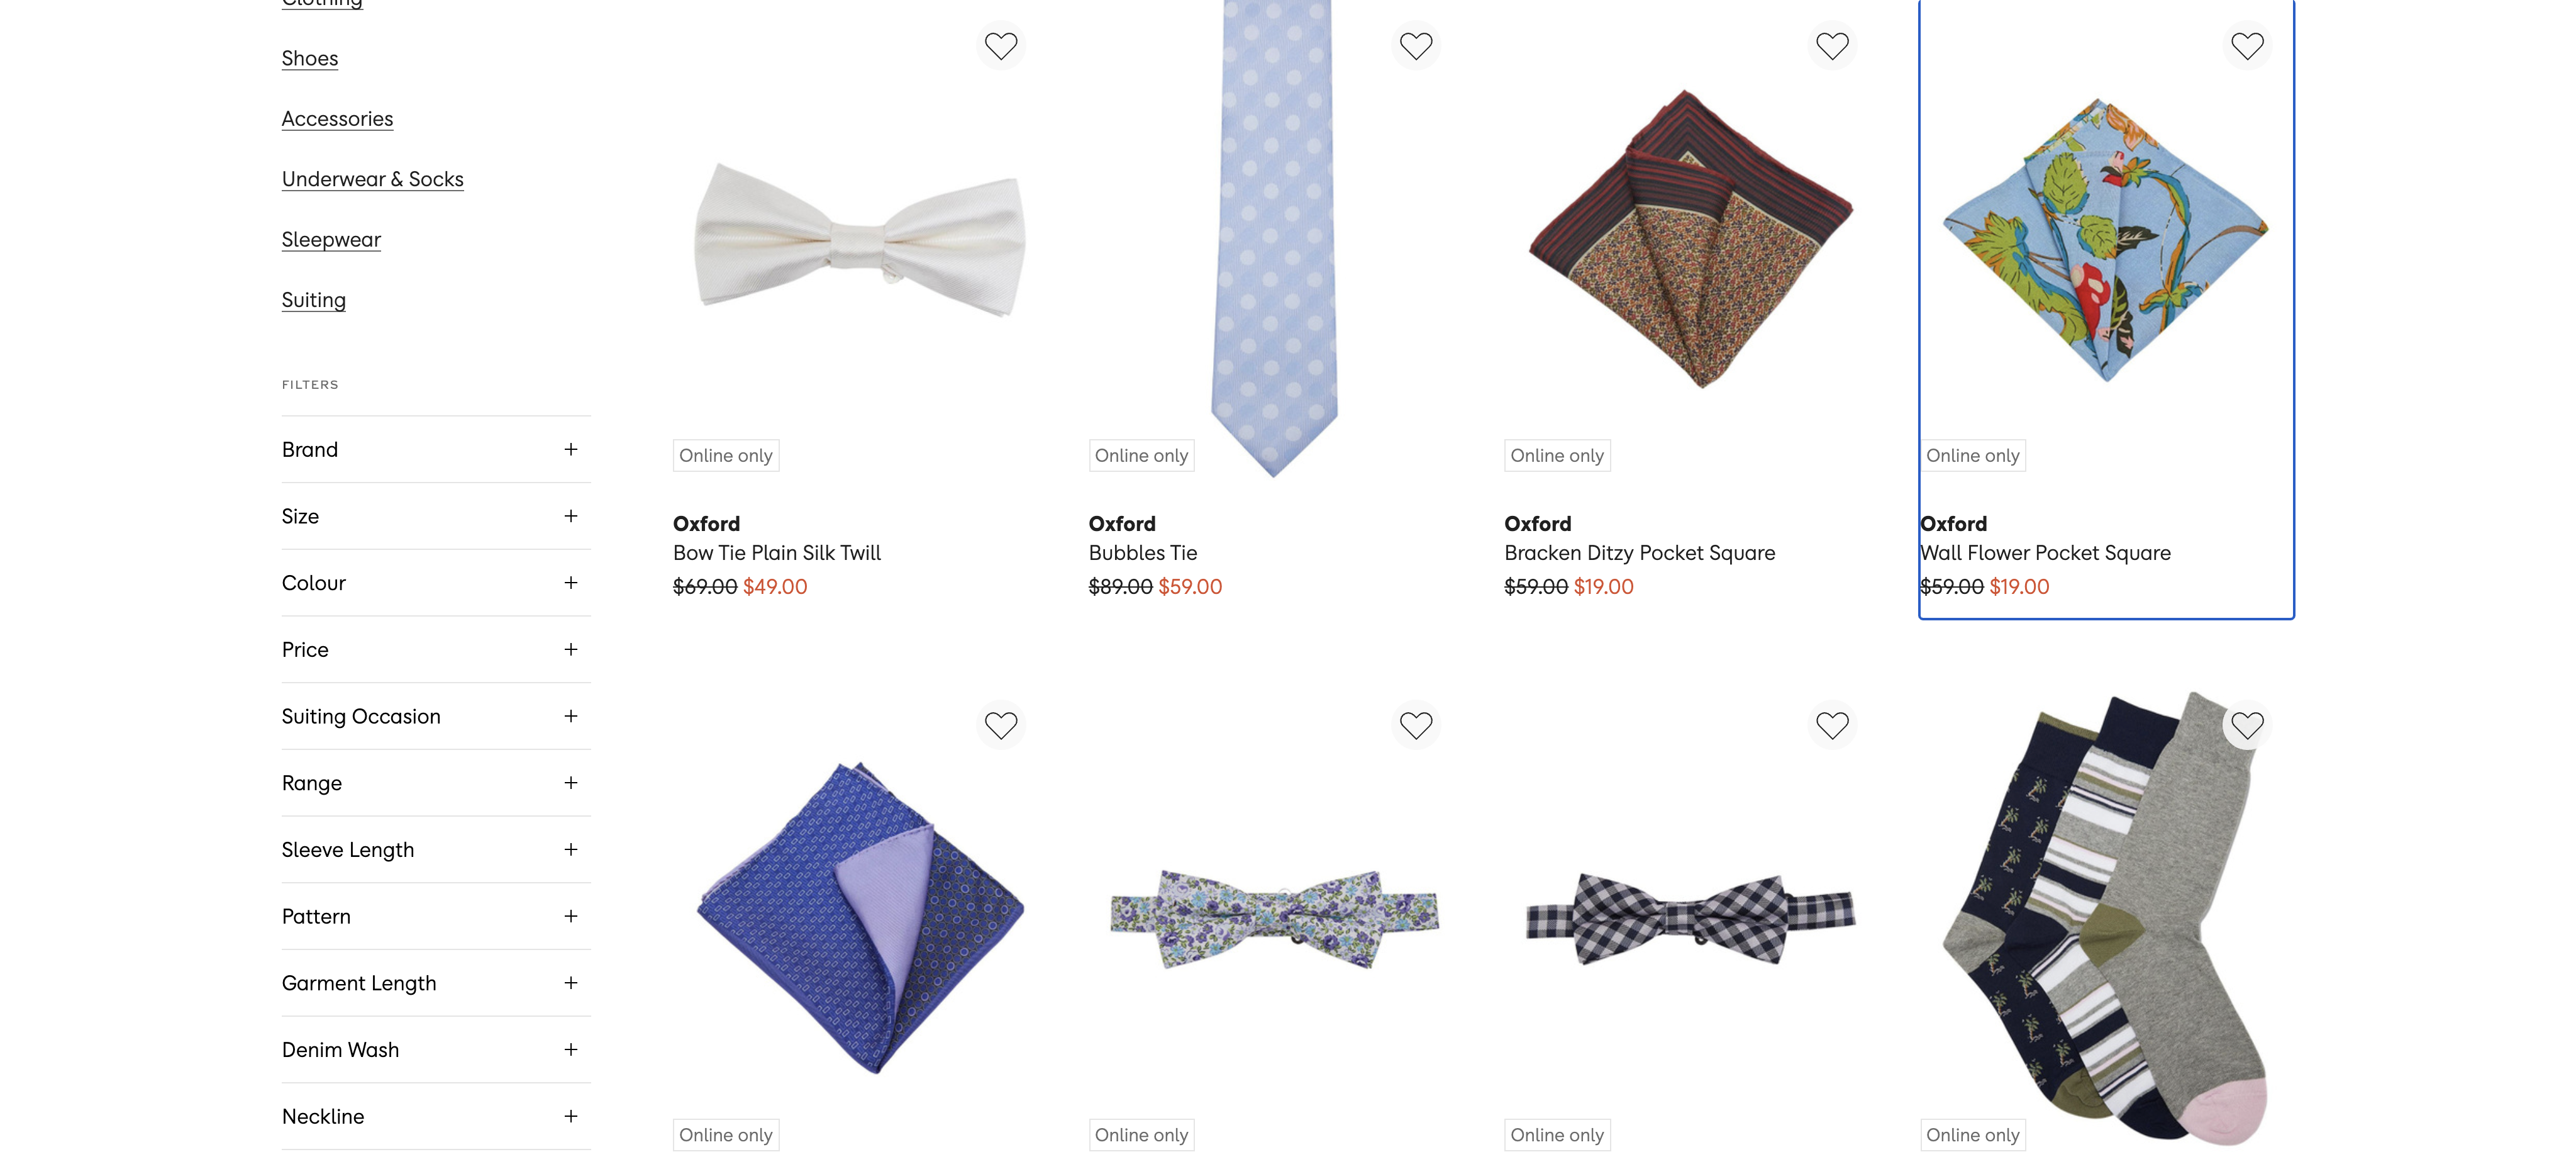 Clothing
Shoes
Accessories
Underwear & Socks
Sleepwear
Suiting
FILTERS
Brand +
Size +
Colour +
Price +
Suiting Occasion +
Range +
Sleeve Length +
Pattern +
Garment Length +
Denim Wash +
Neckline +
Online only
Oxford
Bow Tie Plain Silk Twill
$69.00 $49.00
Online only
Oxford
Bubbles Tie
$89.00 $59.00
Online only
Oxford
Bracken Ditzy Pocket Square
$59.00 $19.00
Online only
Oxford
Wall Flower Pocket Square
$59.00 $19.00
Online only
Online only
Online only
Online only